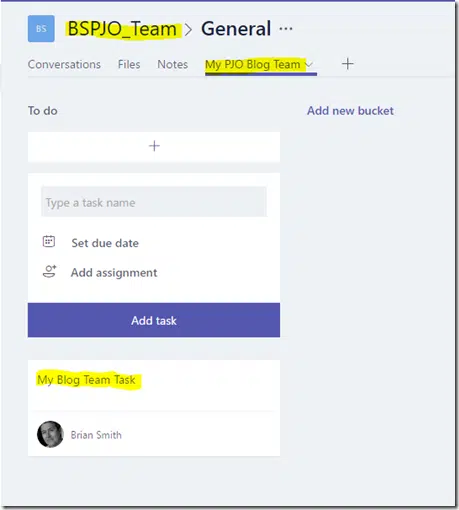 BS BSPJO_Team > General ...
Conversations Files Notes My PJO Blog Team +
To do Add new bucket
+
Type a task name
Set due date
Add assignment
Add task
My Blog Team Task
Brian Smith